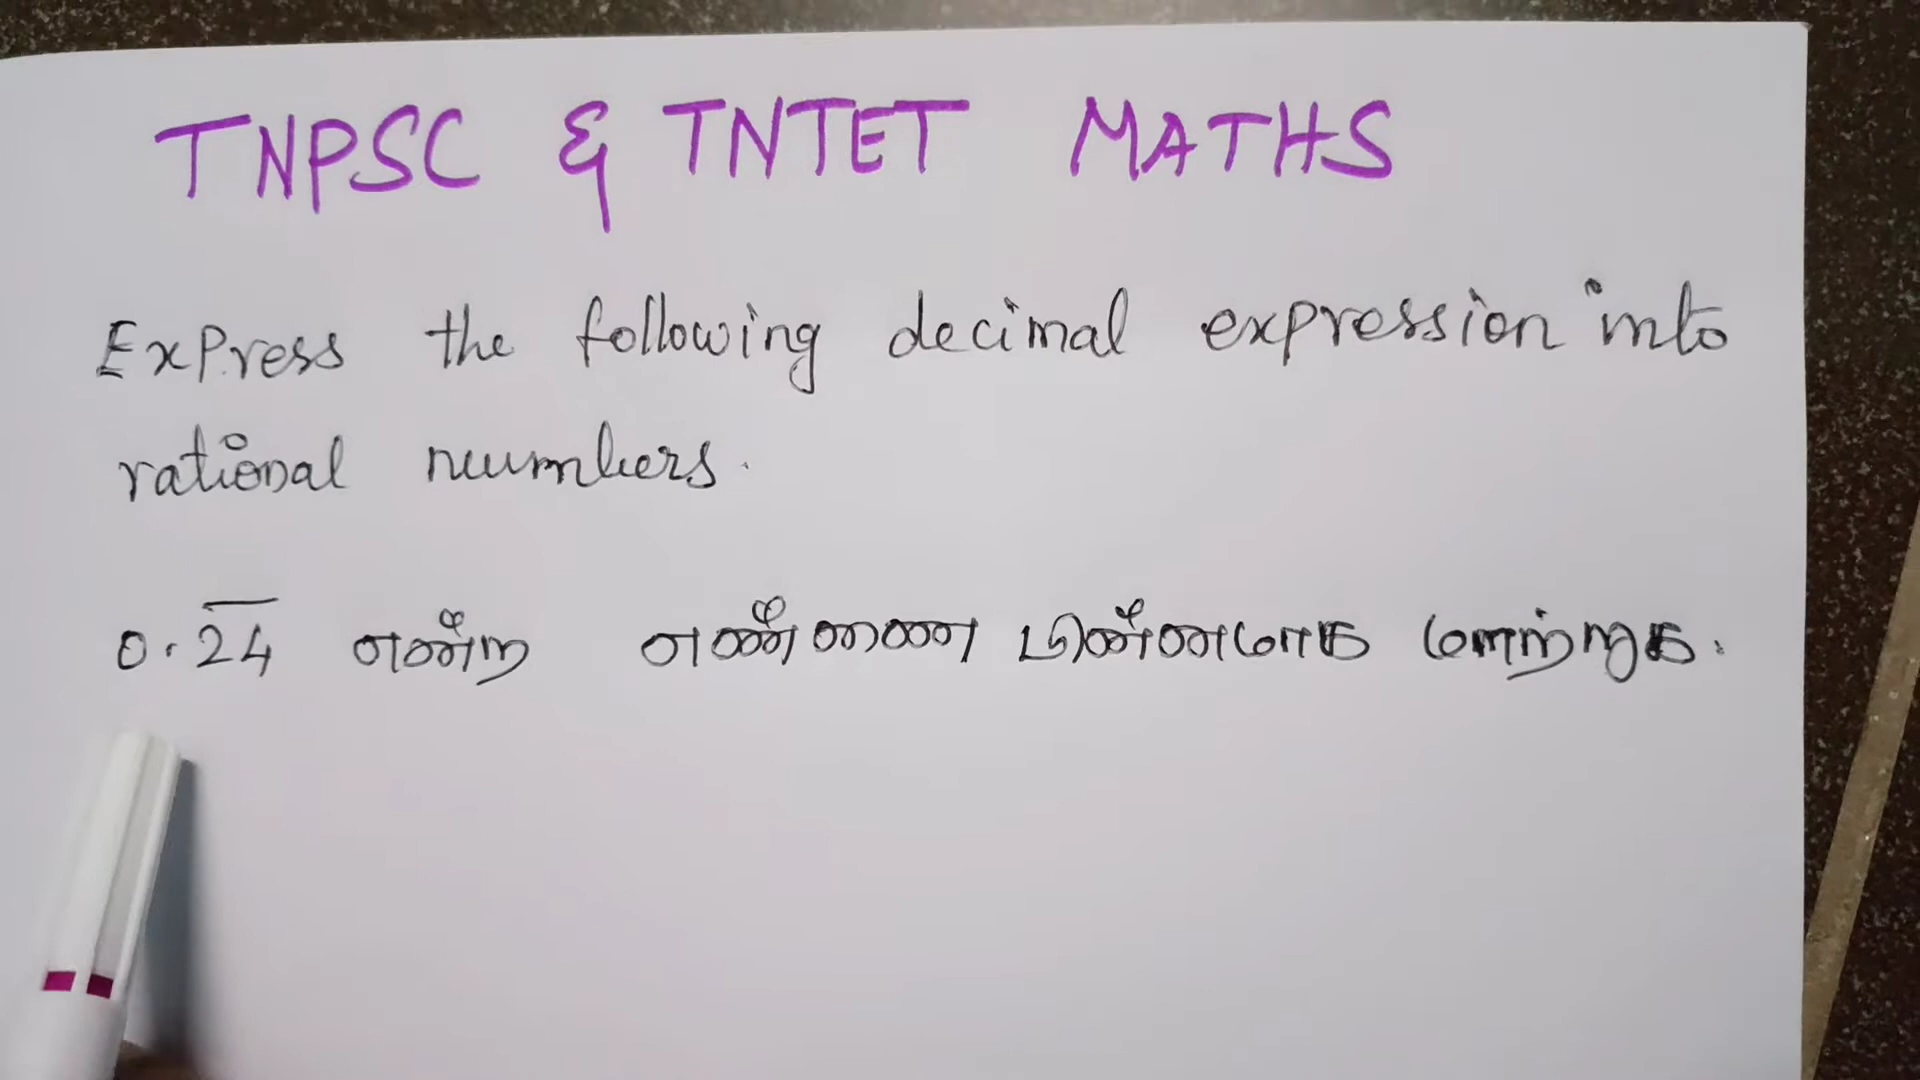 TNPSC & TNTET MATHS
Express the following decimal expression into
rational numbers.
0.2̅4̅ என்ற எண்ணை பின்னமாக மாற்றுக.